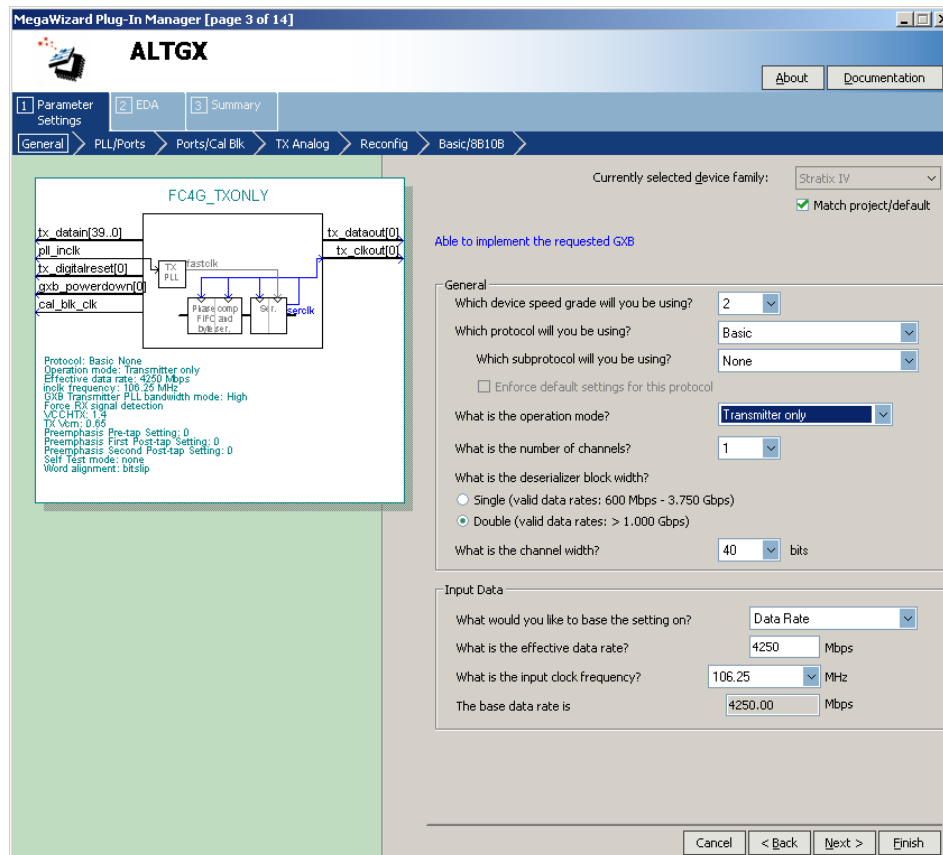 MegaWizard Plug-In Manager [page 3 of 14]
ALTGX
About
Documentation
1 Parameter Settings
2 EDA
3 Summary
General
PLL/Ports
Ports/Cal Blk
TX Analog
Reconfig
Basic/8B10B
FC4G_TXONLY
tx_datain[39..0]
pll_inclk
tx_digitalreset[0]
gxb_powerdown[0]
cal_blk_clk
tx_dataout[0]
tx_clkout[0]
TX PLL
fastclk
Phase comp FIFO and byte ser.
Ser.
serclk
Protocol: Basic None
Operation mode: Transmitter only
Effective data rate: 4250 Mbps
inclk frequency: 106.25 MHz
GXB Transmitter PLL bandwidth mode: High
Force RX signal detection
VCCHTX: 1.4
TX Vcm: 0.65
Preemphasis Pre-tap Setting: 0
Preemphasis First Post-tap Setting: 0
Preemphasis Second Post-tap Setting: 0
Self Test mode: none
Word alignment: bitslip
Currently selected device family: Stratix IV
Match project/default
Able to implement the requested GXB
General
Which device speed grade will you be using? 2
Which protocol will you be using? Basic
Which subprotocol will you be using? None
Enforce default settings for this protocol
What is the operation mode? Transmitter only
What is the number of channels? 1
What is the deserializer block width?
Single (valid data rates: 600 Mbps - 3.750 Gbps)
Double (valid data rates: > 1.000 Gbps)
What is the channel width? 40 bits
Input Data
What would you like to base the setting on? Data Rate
What is the effective data rate? 4250 Mbps
What is the input clock frequency? 106.25 MHz
The base data rate is 4250.00 Mbps
Cancel
< Back
Next >
Finish